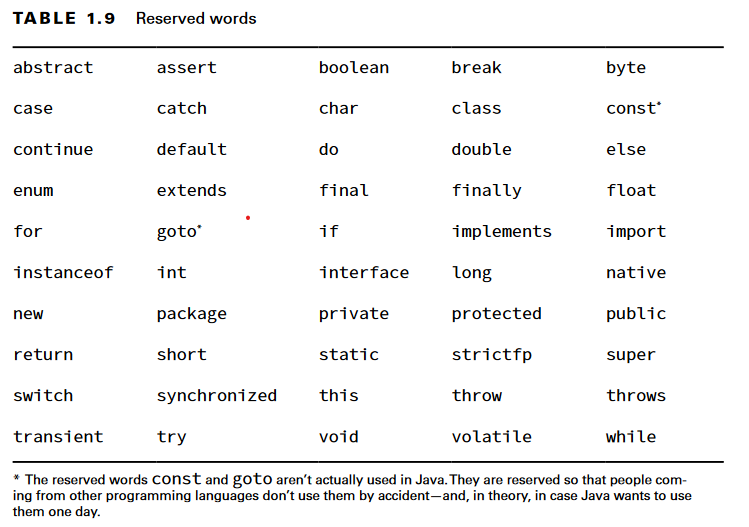 TABLE 1.9 Reserved words
abstract assert boolean break byte
case catch char class const*
continue default do double else
enum extends final finally float
for goto* if implements import
instanceof int interface long native
new package private protected public
return short static strictfp super
switch synchronized this throw throws
transient try void volatile while
* The reserved words const and goto aren’t actually used in Java. They are reserved so that people com-
ing from other programming languages don’t use them by accident—and, in theory, in case Java wants to use
them one day.